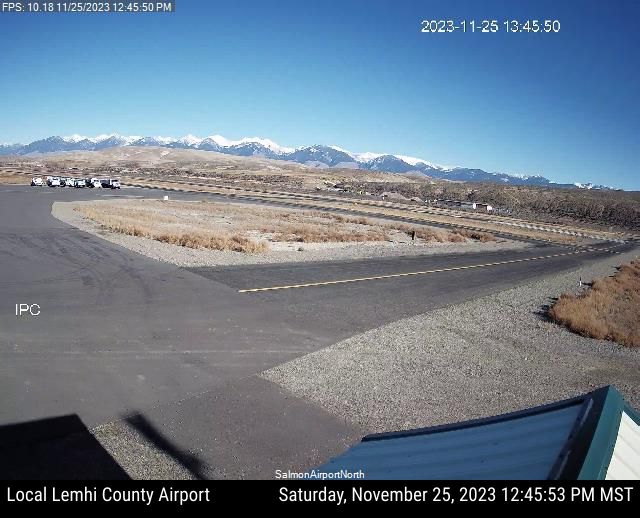 FPS: 10.18 11/25/2023 12:45:50 PM
2023-11-25 13:45:50
IPC
SalmonAirportNorth
Local Lemhi County Airport Saturday, November 25, 2023 12:45:53 PM MST